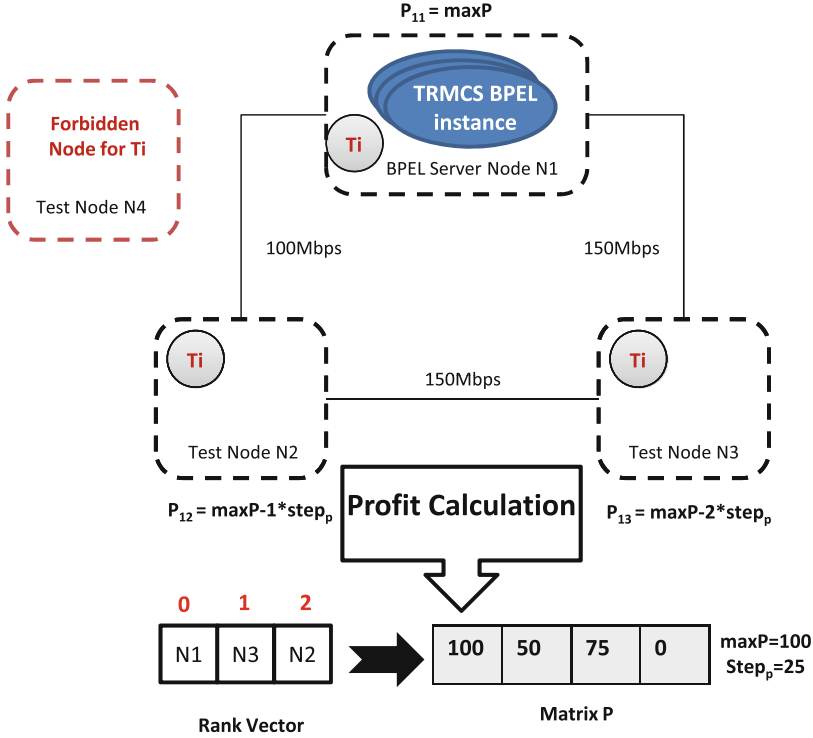 P11 = maxP
TRMCS BPEL
instance
Ti
BPEL Server Node N1
Forbidden
Node for Ti
Test Node N4
100Mbps
150Mbps
Ti
Test Node N2
150Mbps
Ti
Test Node N3
P12 = maxP-1*stepp
Profit Calculation
P13 = maxP-2*stepp
0 1 2
N1 N3 N2
Rank Vector
100 50 75 0
Matrix P
maxP=100
Stepp=25